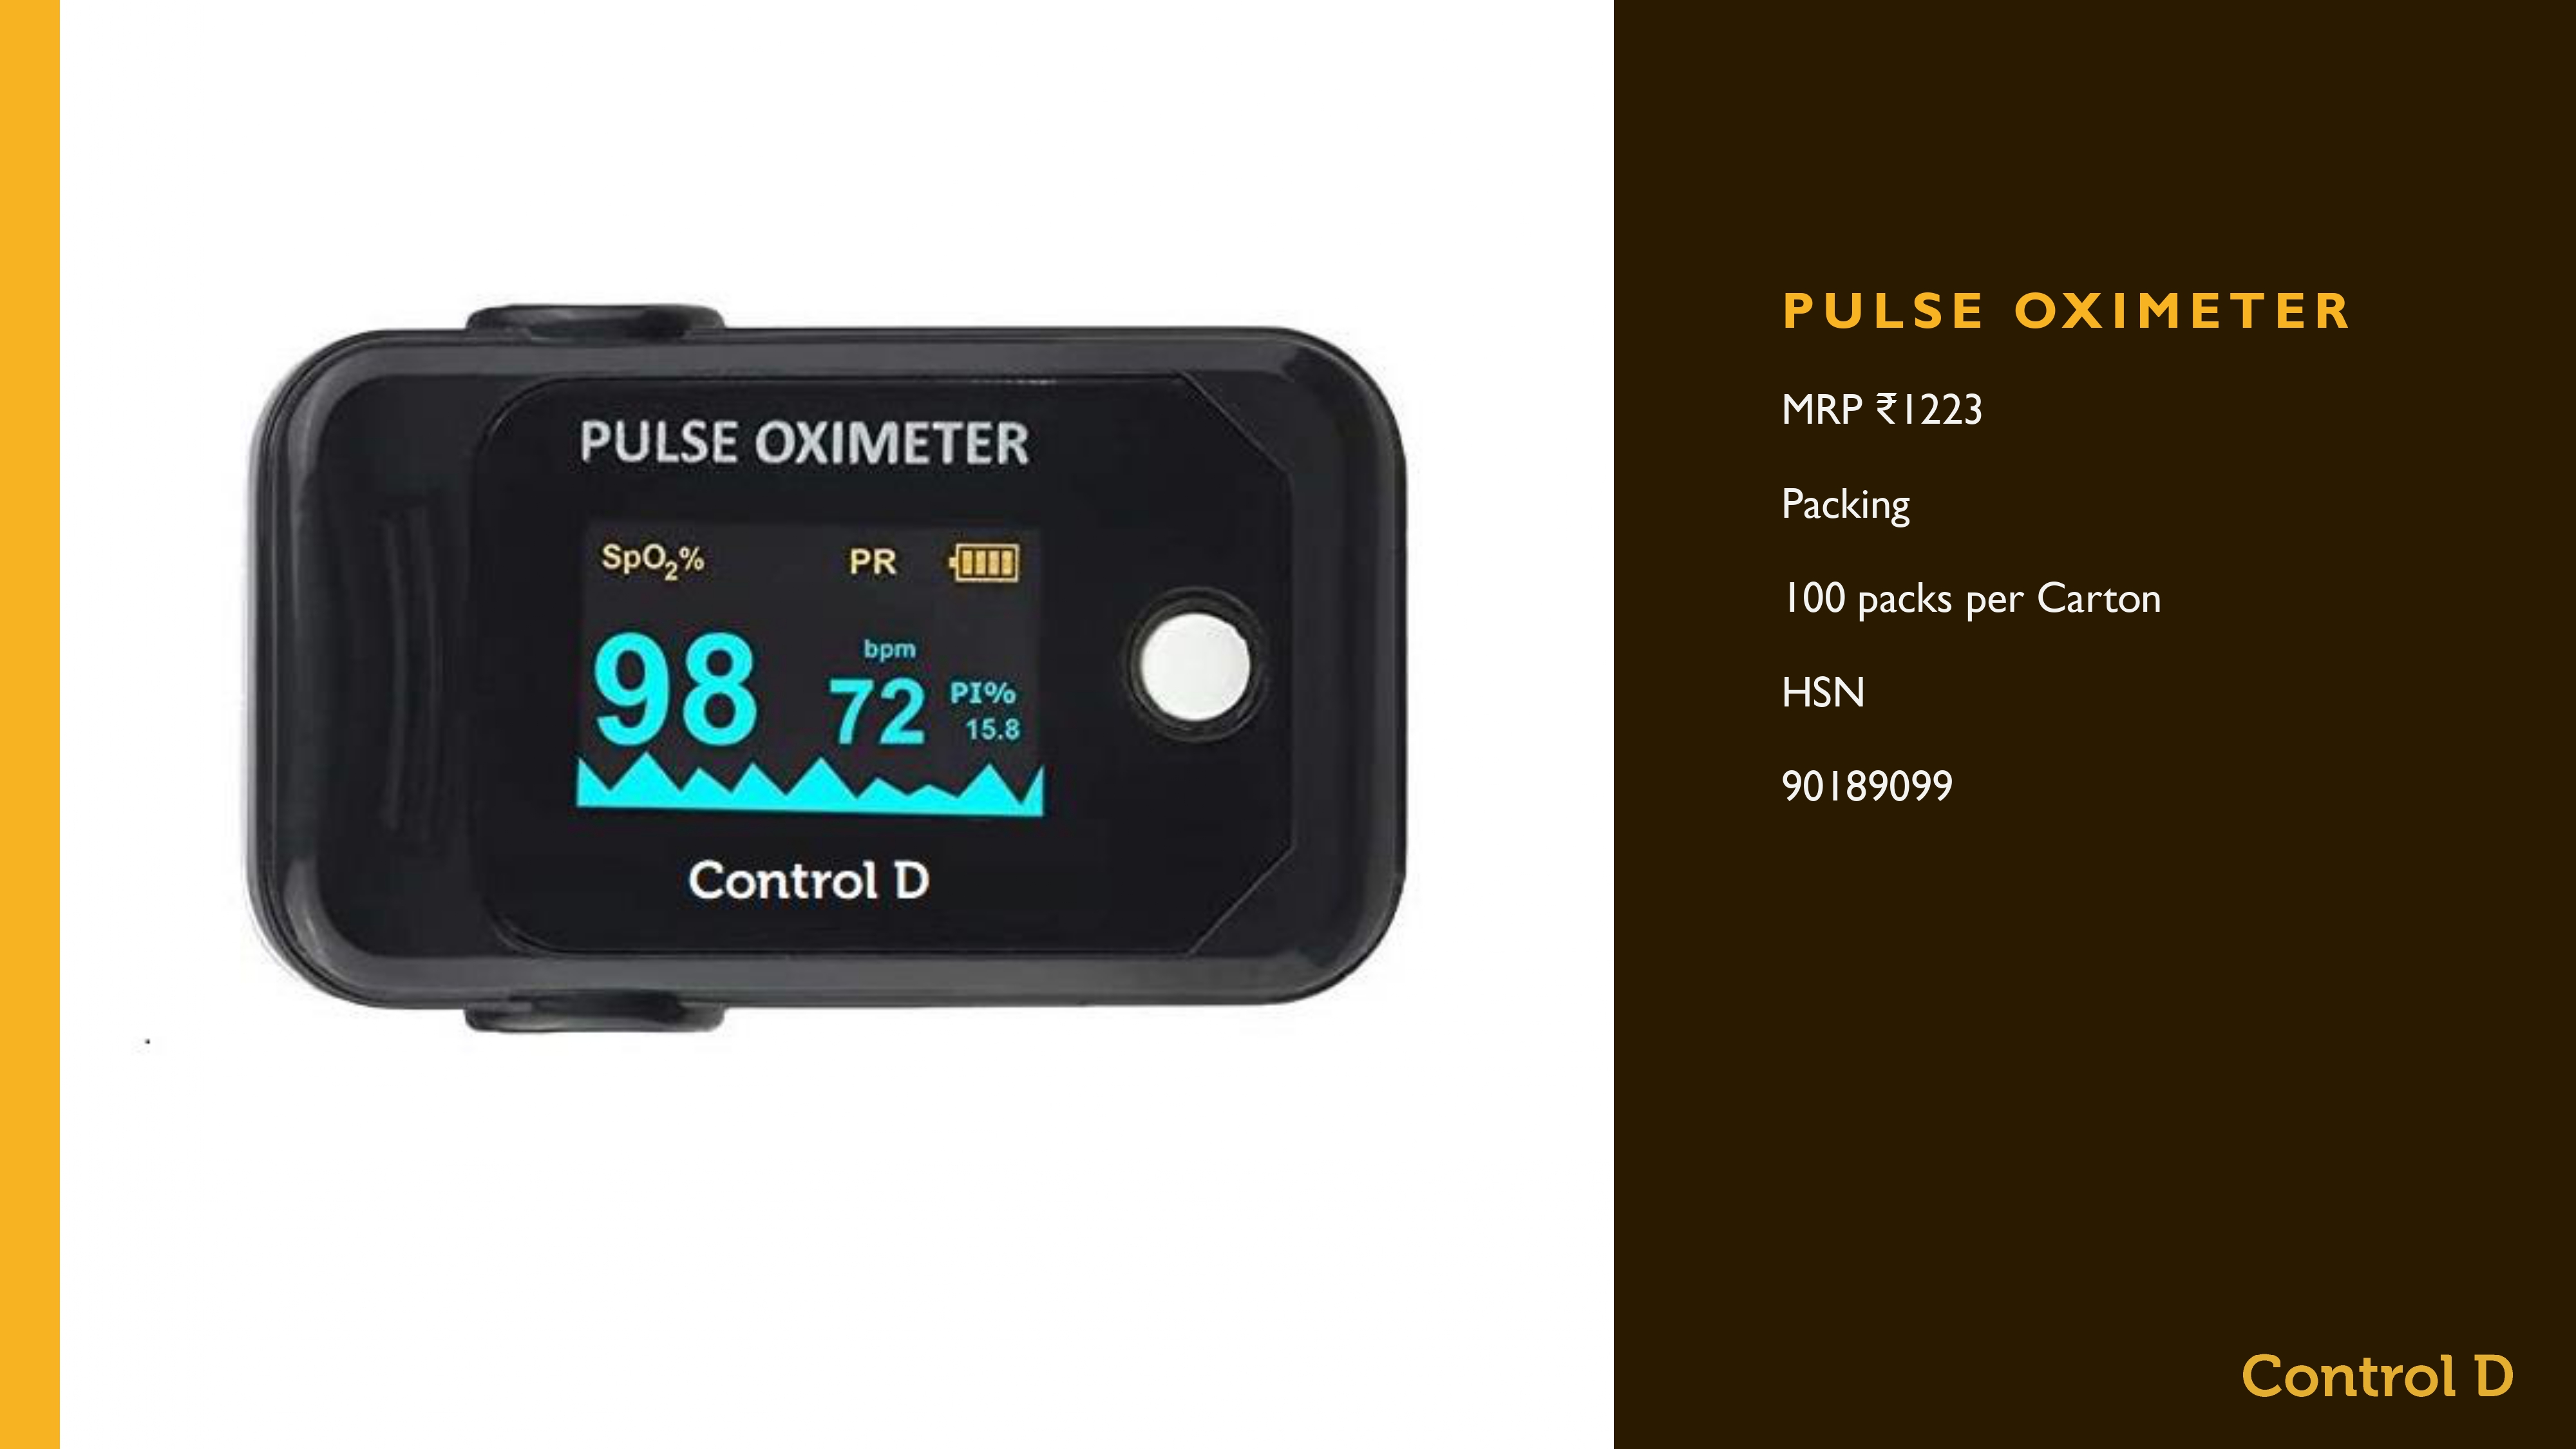 PULSE OXIMETER
SpO₂% PR
98
bpm
72
PI%
15.8
Control D
PULSE OXIMETER
MRP ₹1223
Packing
100 packs per Carton
HSN
90189099
Control D